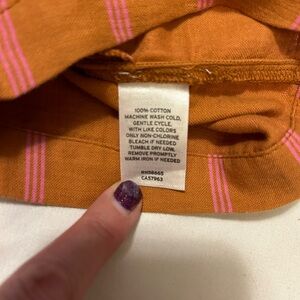 100% COTTON
MACHINE WASH COLD,
GENTLE CYCLE,
WITH LIKE COLORS
ONLY NON-CHLORINE
BLEACH IF NEEDED
TUMBLE DRY LOW,
REMOVE PROMPTLY
WARM IRON IF NEEDED
RN58665
CA57963